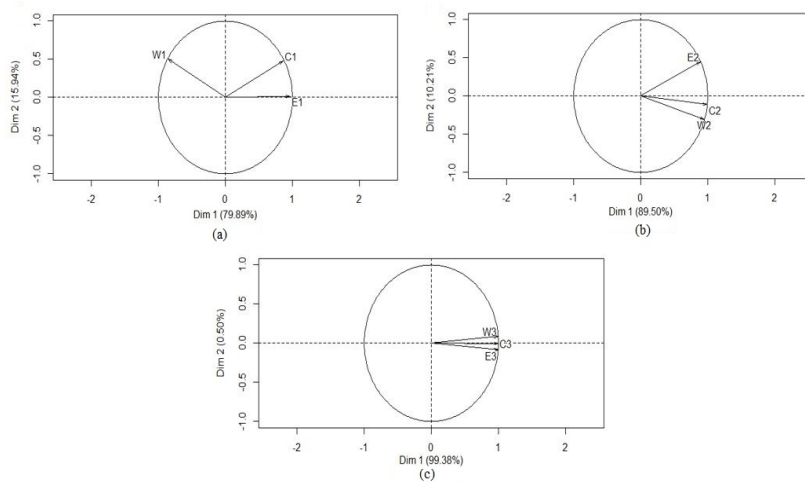 1.0
0.5
0.0
-0.5
-1.0
Dim 2 (15.94%)
W1
C1
E1
-2
-1
0
1
2
Dim 1 (79.89%)
(a)
1.0
0.5
0.0
-0.5
-1.0
Dim 2 (10.21%)
E2
C2
W2
-2
-1
0
1
2
Dim 1 (89.50%)
(b)
1.0
0.5
0.0
-0.5
-1.0
Dim 2 (0.50%)
W3
C3
E3
-2
-1
0
1
2
Dim 1 (99.38%)
(c)